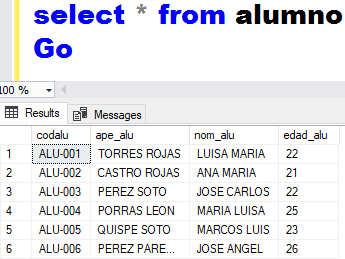 select * from alumno
Go
100 %
Results Messages
codalu ape_alu nom_alu edad_alu
1 ALU-001 TORRES ROJAS LUISA MARIA 22
2 ALU-002 CASTRO ROJAS ANA MARIA 21
3 ALU-003 PEREZ SOTO JOSE CARLOS 22
4 ALU-004 PORRAS LEON MARIA LUISA 25
5 ALU-005 QUISPE SOTO MARCOS LUIS 23
6 ALU-006 PEREZ PARE... JOSE ANGEL 26